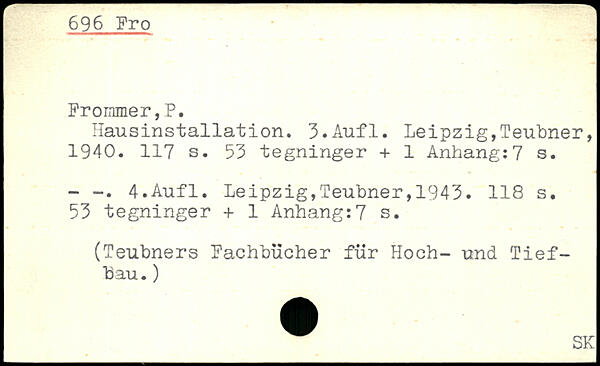 696 Fro
Frommer,P.
Hausinstallation. 3.Aufl. Leipzig,Teubner,
1940. 117 s. 53 tegninger + 1 Anhang:7 s.
- -. 4.Aufl. Leipzig,Teubner,1943. 118 s.
53 tegninger + 1 Anhang:7 s.
(Teubners Fachbücher für Hoch- und Tief-
bau.)
SK